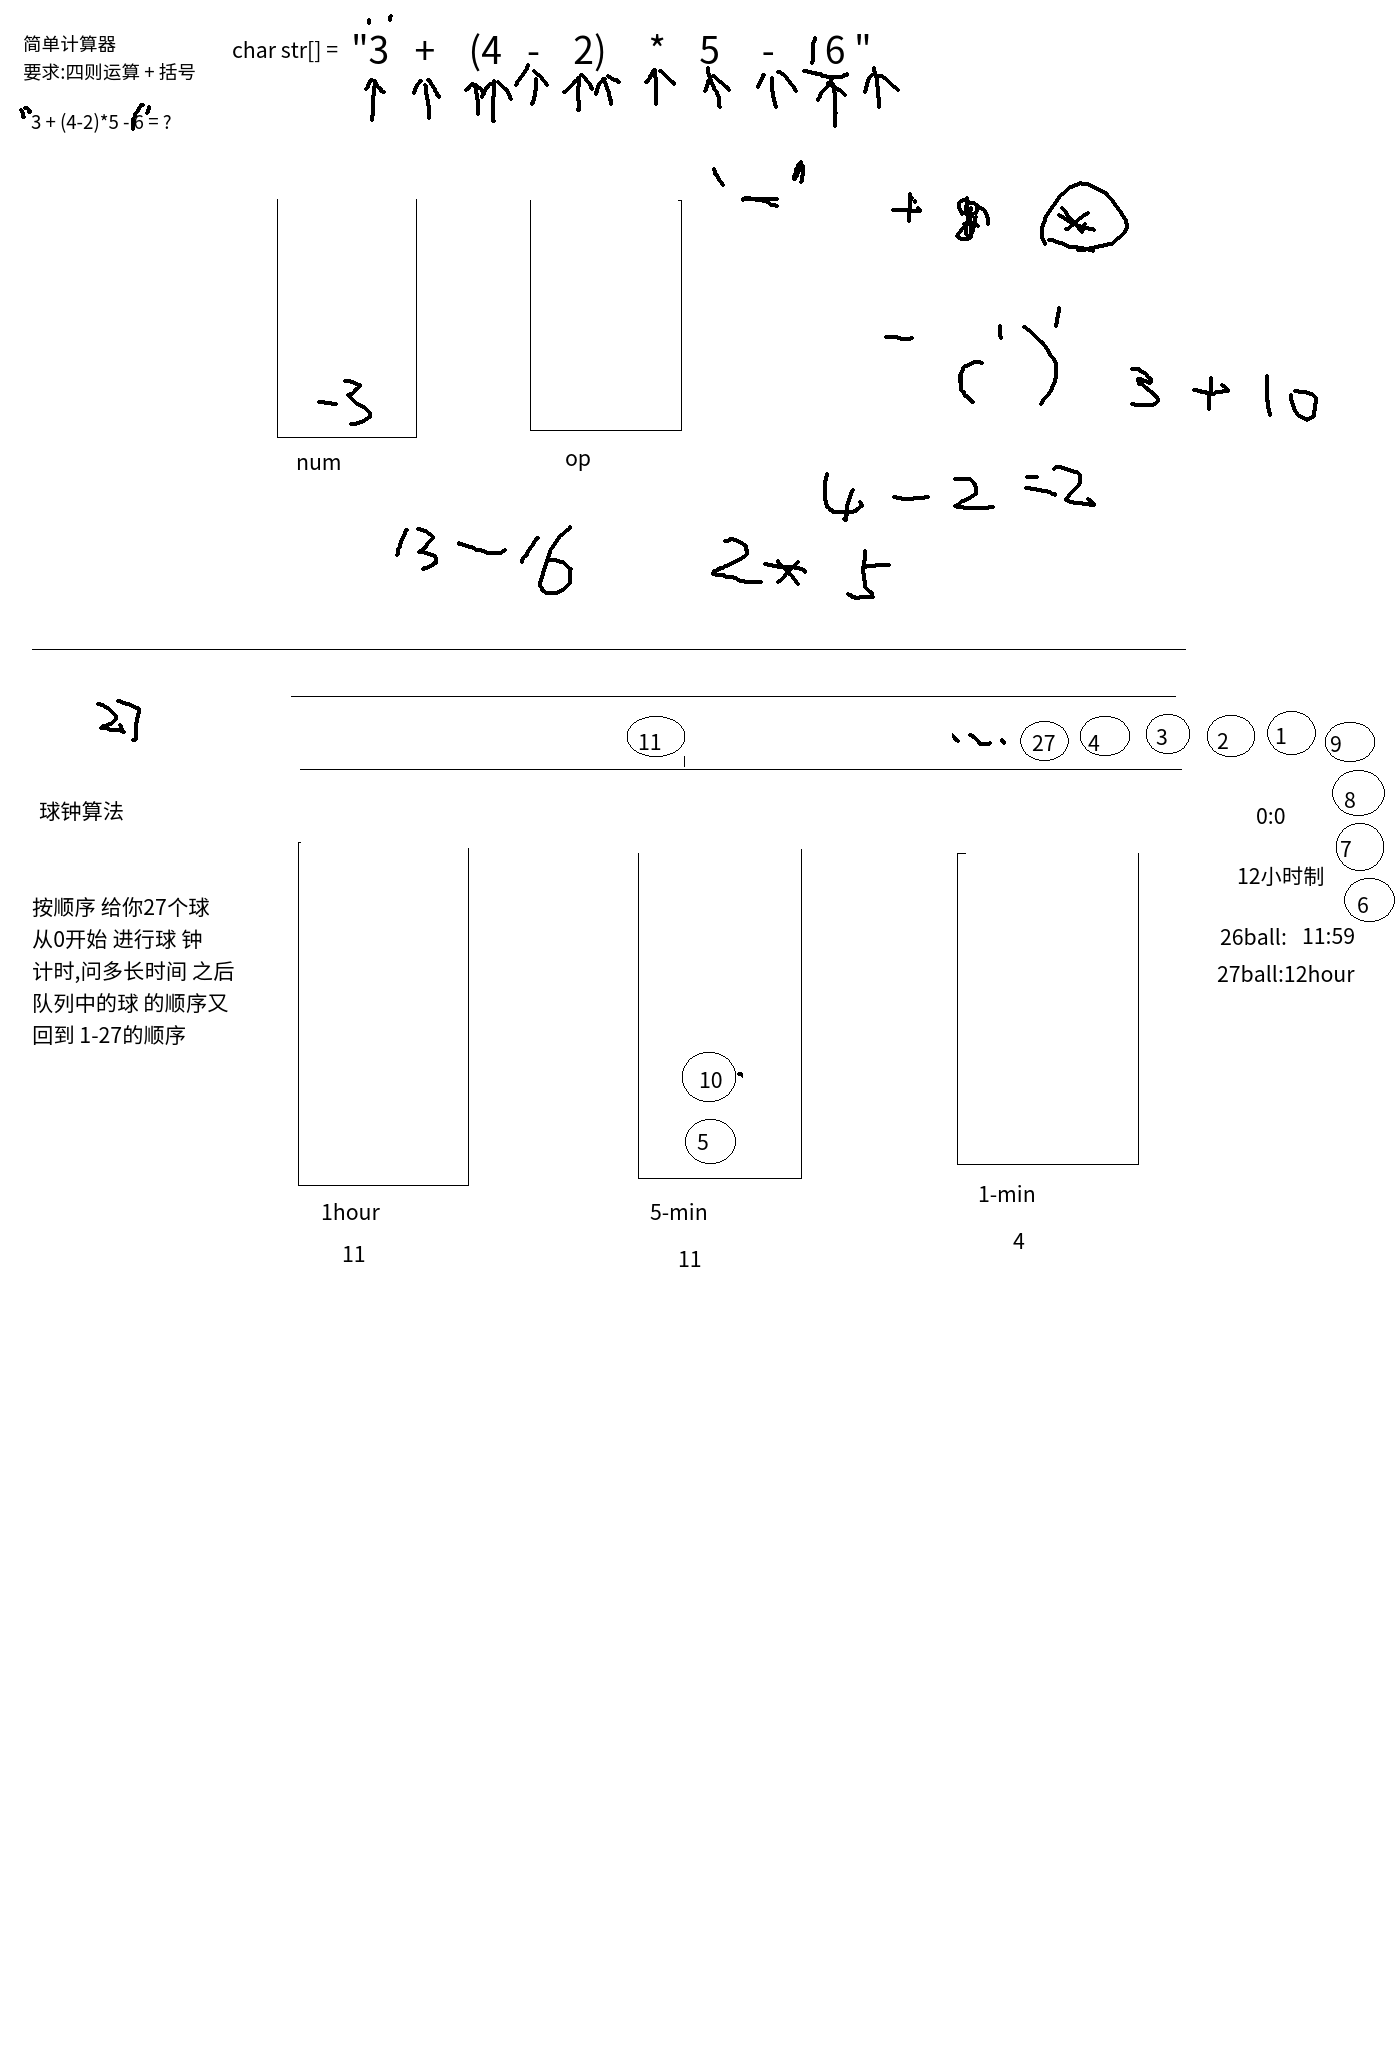 简单计算器
要求:四则运算 + 括号
char str[] = "3 + (4 - 2) * 5 - 16"
"3 + (4-2)*5 -16" = ?
'-'
+ *
- '(' ')'
-3
num
op
3 + 10
4 - 2 = 2
13 - 16
2 * 5
27
11
... 27 4 3 2 1 9
8
7
6
球钟算法
0:0
12小时制
26ball: 11:59
27ball:12hour
按顺序 给你27个球
从0开始 进行球 钟
计时,问多长时间 之后
队列中的球 的顺序又
回到 1-27的顺序
10
5
1hour
11
5-min
11
1-min
4